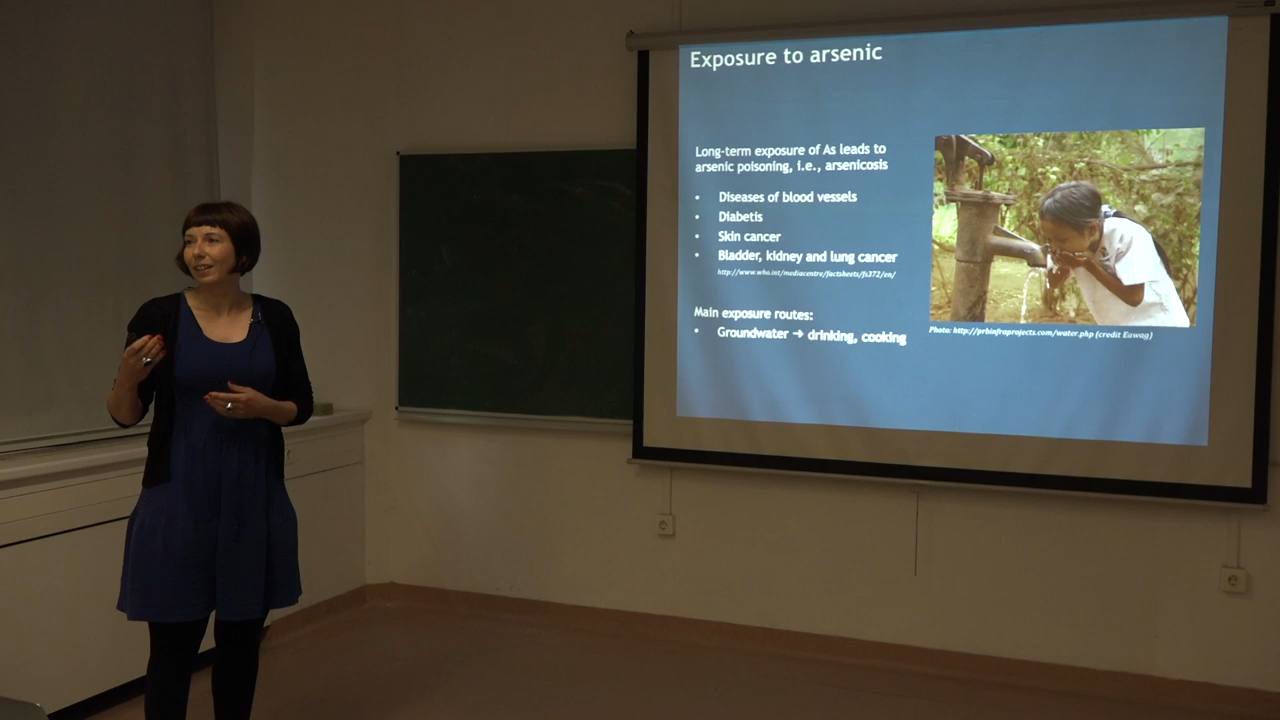 Exposure to arsenic
Long-term exposure of As leads to
arsenic poisoning, i.e., arsenicosis
• Diseases of blood vessels
• Diabetis
• Skin cancer
• Bladder, kidney and lung cancer
http://www.who.int/mediacentre/factsheets/fs372/en/
Main exposure routes:
• Groundwater ➔ drinking, cooking
Photo: http://prbinfraprojects.com/water.php (credit Eawag)